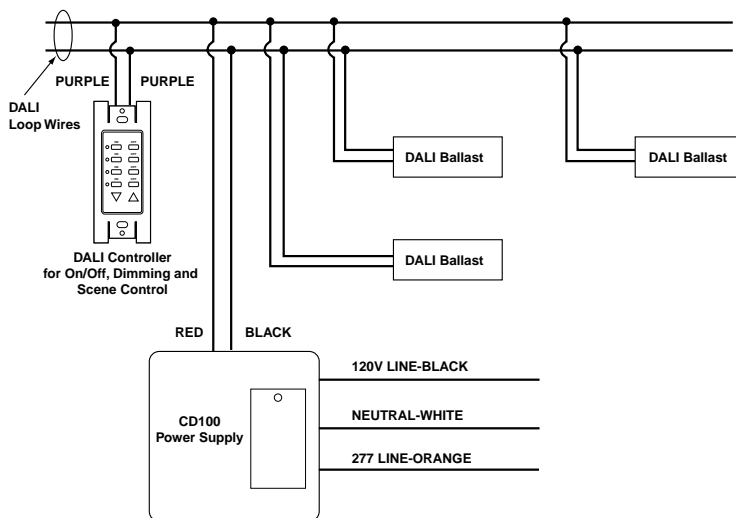 PURPLE PURPLE
DALI
Loop Wires
DALI Ballast
DALI Ballast
DALI Controller
for On/Off, Dimming and
Scene Control
DALI Ballast
RED BLACK
CD100
Power Supply
120V LINE-BLACK
NEUTRAL-WHITE
277 LINE-ORANGE